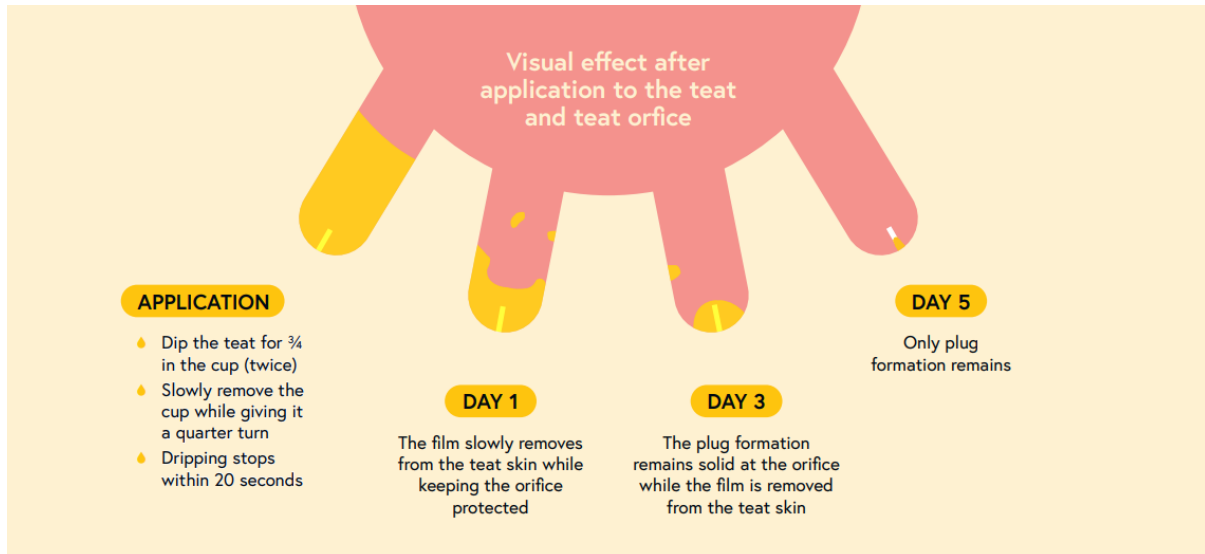 Visual effect after
application to the teat
and teat orfice
APPLICATION
Dip the teat for ¾
in the cup (twice)
Slowly remove the
cup while giving it
a quarter turn
Dripping stops
within 20 seconds
DAY 1
The film slowly removes
from the teat skin while
keeping the orifice
protected
DAY 3
The plug formation
remains solid at the orifice
while the film is removed
from the teat skin
DAY 5
Only plug
formation remains